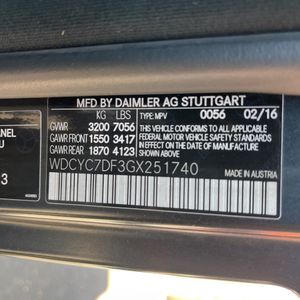 MFD BY DAIMLER AG STUTTGART
KG LBS
TYPE: MPV 0056 02/16
GVWR 3200 7056
GAWR FRONT 1550 3417
GAWR REAR 1870 4123
THIS VEHICLE CONFORMS TO ALL APPLICABLE
FEDERAL MOTOR VEHICLE SAFETY STANDARDS
IN EFFECT ON THE DATE OF
MANUFACTURE SHOWN ABOVE.
WDCYC7DF3GX251740
MADE IN
AUSTRIA
ANEL
U
3